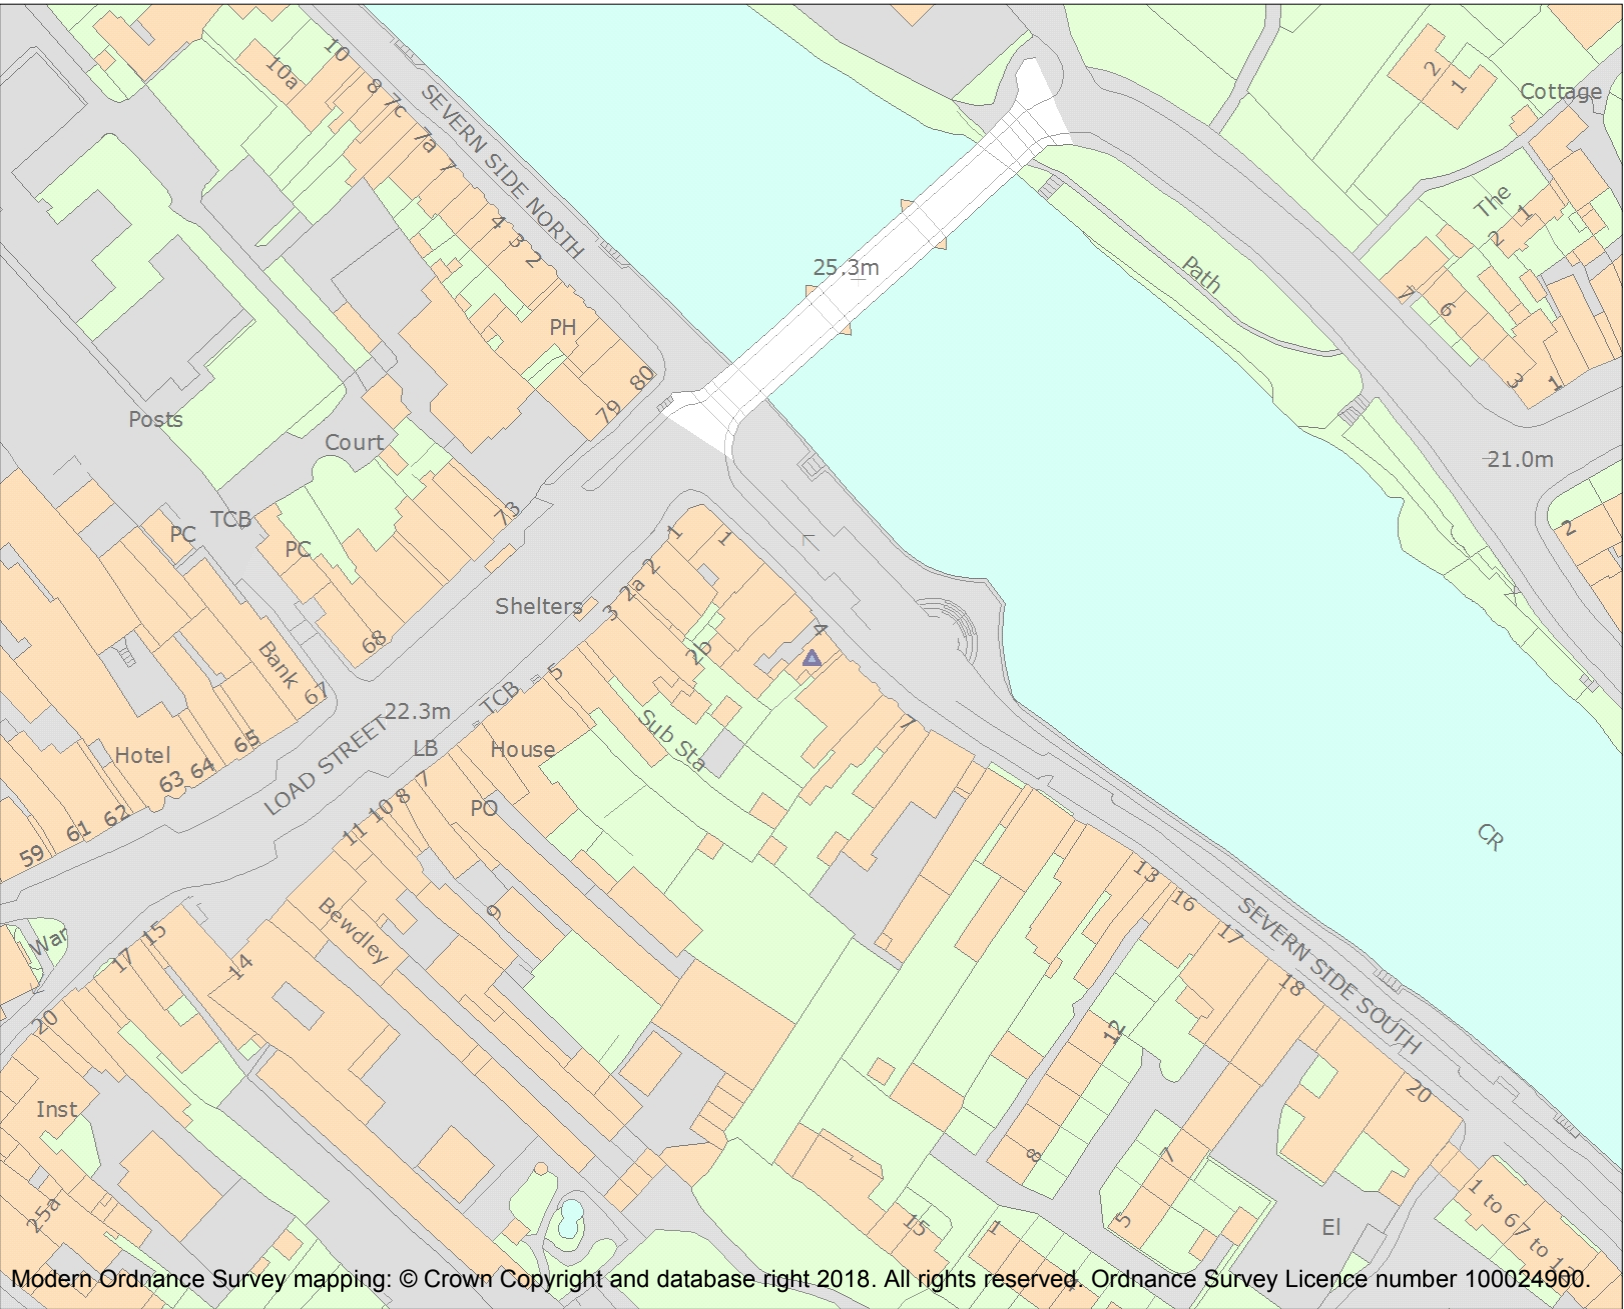 10
10a
8
7c
7a
7
SEVERN SIDE NORTH
4
3
2
PH
80
79
25.3m
2
1
Cottage
The
1
2
7
6
3
1
Path
21.0m
2
Posts
Court
PC
TCB
PC
73
Shelters
68
Bank
67
22.3m
LOAD STREET
TCB
5
LB
House
Hotel
65
64
63
62
61
59
1
1
2
2a
3
2b
4
Sub Sta
7
PO
7
8
10
11
9
Bewdley
War
15
17
14
20
Inst
25a
CR
13
16
17
18
SEVERN SIDE SOUTH
20
12
8
7
5
15
1
4
El
1 to 6
7 to 12
Modern Ordnance Survey mapping: © Crown Copyright and database right 2018. All rights reserved. Ordnance Survey Licence number 100024900.